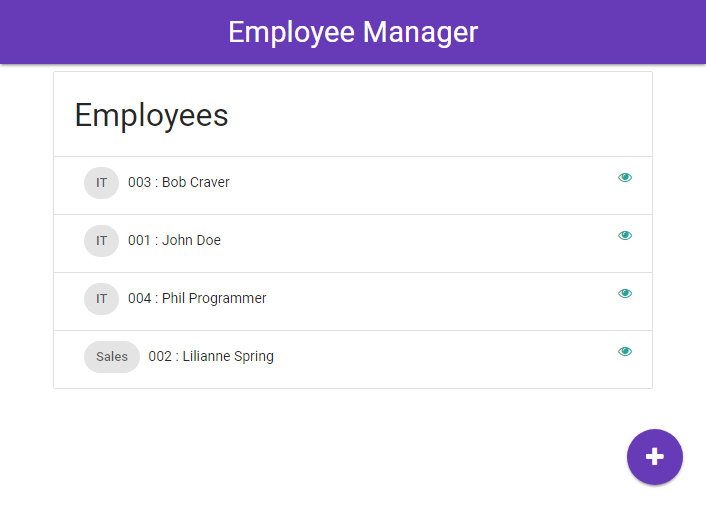 Employee Manager
Employees
IT 003 : Bob Craver
IT 001 : John Doe
IT 004 : Phil Programmer
Sales 002 : Lilianne Spring